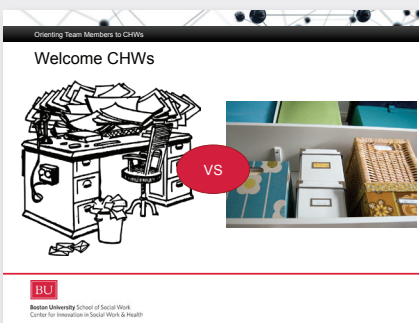 Orienting Team Members to CHWs
Welcome CHWs
VS
BU
Boston University School of Social Work
Center for Innovation in Social Work & Health